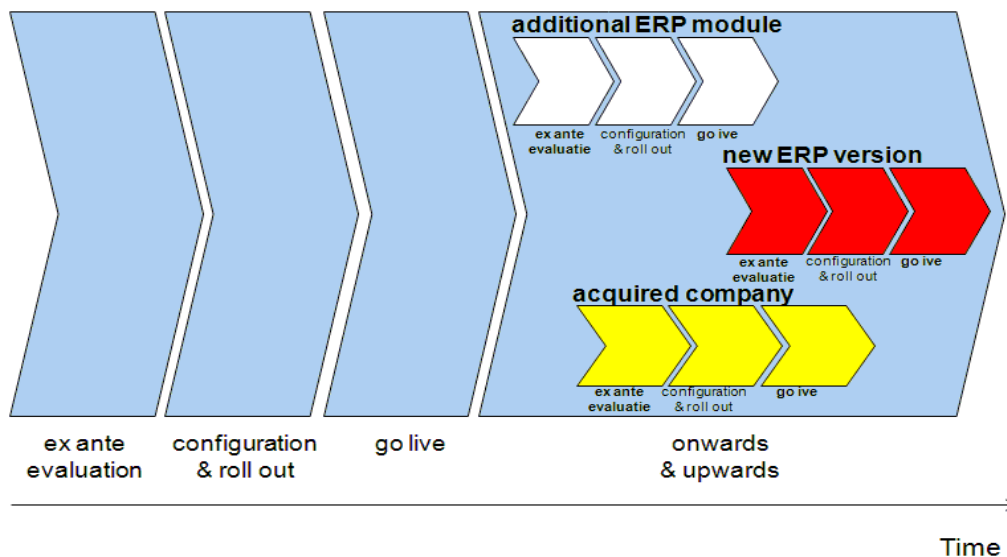 additional ERP module
ex ante
evaluatie
configuration
& roll out
go ive
new ERP version
ex ante
evaluatie
configuration
& roll out
go ive
acquired company
ex ante
evaluatie
configuration
& roll out
go ive
ex ante
evaluation
configuration
& roll out
go live
onwards
& upwards
Time